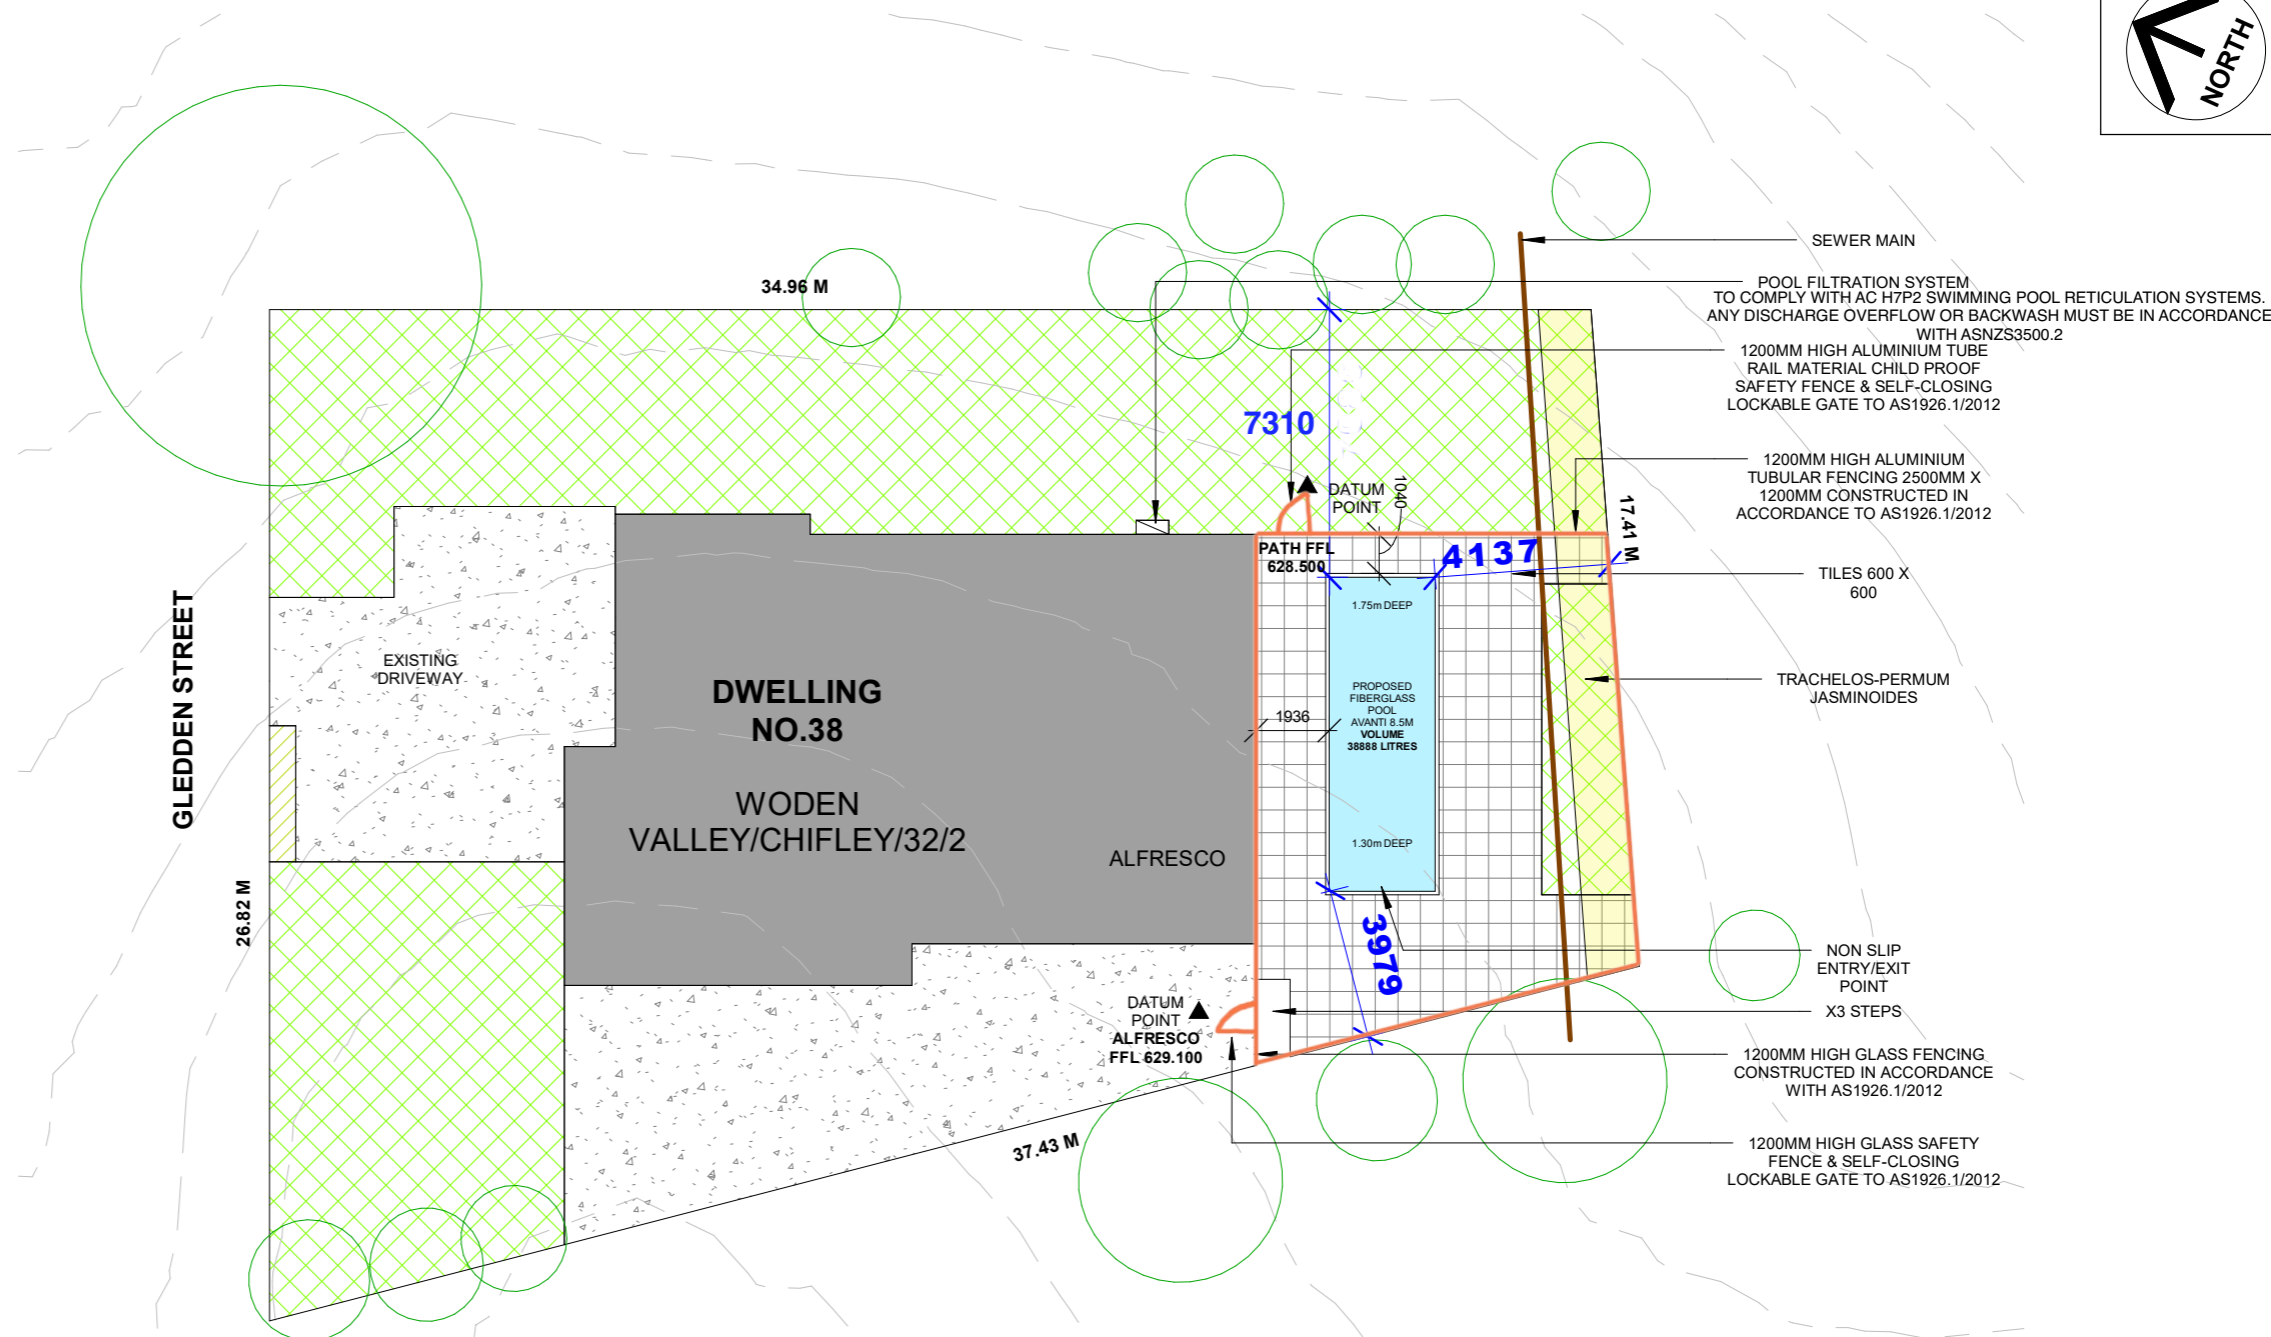 NORTH
SEWER MAIN
POOL FILTRATION SYSTEM
TO COMPLY WITH AC H7P2 SWIMMING POOL RETICULATION SYSTEMS.
ANY DISCHARGE OVERFLOW OR BACKWASH MUST BE IN ACCORDANCE
WITH ASNZS3500.2
1200MM HIGH ALUMINIUM TUBE
RAIL MATERIAL CHILD PROOF
SAFETY FENCE & SELF-CLOSING
LOCKABLE GATE TO AS1926.1/2012
1200MM HIGH ALUMINIUM
TUBULAR FENCING 2500MM X
1200MM CONSTRUCTED IN
ACCORDANCE TO AS1926.1/2012
TILES 600 X
600
TRACHELOS-PERMUM
JASMINOIDES
NON SLIP
ENTRY/EXIT
POINT
X3 STEPS
1200MM HIGH GLASS FENCING
CONSTRUCTED IN ACCORDANCE
WITH AS1926.1/2012
1200MM HIGH GLASS SAFETY
FENCE & SELF-CLOSING
LOCKABLE GATE TO AS1926.1/2012
34.96 M
7310
DATUM
POINT
1040
17.41 M
PATH FFL
628.500
4137
1.75m DEEP
PROPOSED
FIBERGLASS
POOL
AVANTI 8.5M
VOLUME
38888 LITRES
1.30m DEEP
1936
3979
GLEDDEN STREET
EXISTING
DRIVEWAY
DWELLING
NO.38
WODEN
VALLEY/CHIFLEY/32/2
ALFRESCO
26.82 M
DATUM
POINT
ALFRESCO
FFL 629.100
37.43 M